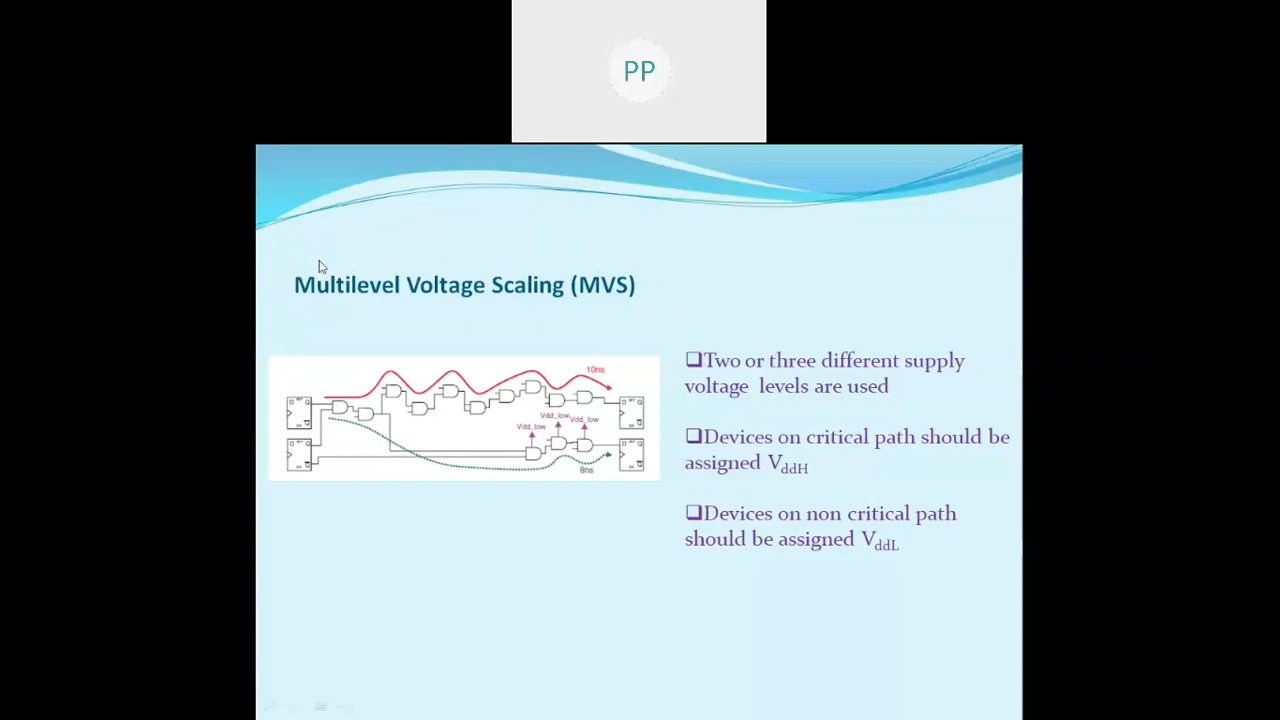 PP
Multilevel Voltage Scaling (MVS)
10ns
Vdd_low
Vdd_low
Vdd_low
8ns
❑Two or three different supply
voltage levels are used
❑Devices on critical path should be
assigned VddH
❑Devices on non critical path
should be assigned VddL